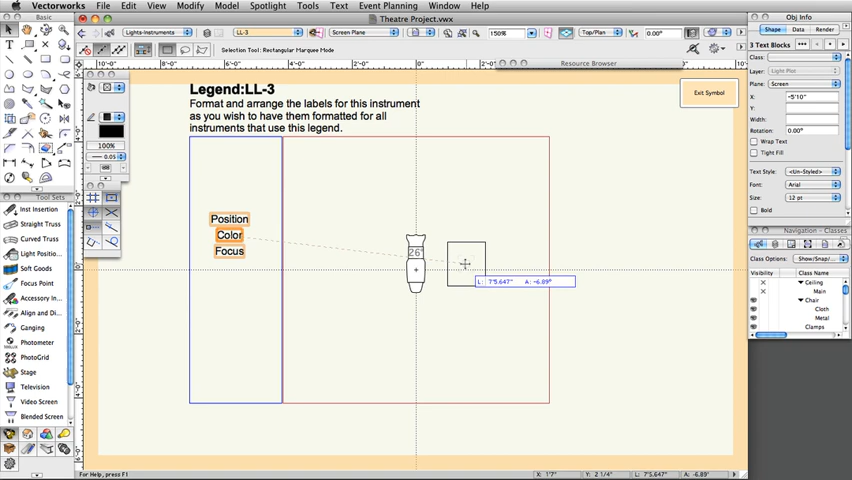 Vectorworks File Edit View Modify Model Spotlight Tools Text Event Planning Window Help
Basic
Theatre Project.vwx
Obj Info
Lights-Instruments
LL-3
Screen Plane
150%
Top/Plan
0.00°
Shape Data Render
Selection Tool: Rectangular Marquee Mode
3 Text Blocks
Resource Browser
Class:
Layer: Light Plot
Plane: Screen
Legend:LL-3
Exit Symbol
Format and arrange the labels for this instrument
as you wish to have them formatted for all
instruments that use this legend.
X: -5'10"
Y:
Width:
Rotation: 0.00°
Wrap Text
Tight Fill
100%
0.05
Text Style: <Un-Styled>
Font: Arial
Size: 12 pt
Bold
Tool Sets
Inst Insertion
Straight Truss
Curved Truss
Light Position...
Soft Goods
Focus Point
Accessory In...
Align and Di...
Ganging
Photometer
PhotoGrid
Stage
Television
Video Screen
Blended Screen
Position
Color
Focus
26°
L: 7'5.647" A: -6.89°
Navigation - Classes
Class Options: Show/Snap/...
Visibility Class Name
Ceiling
Main
Chair
Cloth
Metal
Clamps
For Help, press F1
X: 1'7" Y: 2 1/4" L: 7'5.647" A: -6.89°